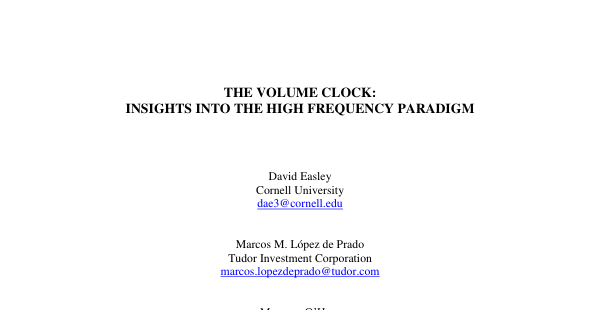 THE VOLUME CLOCK:
INSIGHTS INTO THE HIGH FREQUENCY PARADIGM
David Easley
Cornell University
dae3@cornell.edu
Marcos M. López de Prado
Tudor Investment Corporation
marcos.lopezdeprado@tudor.com